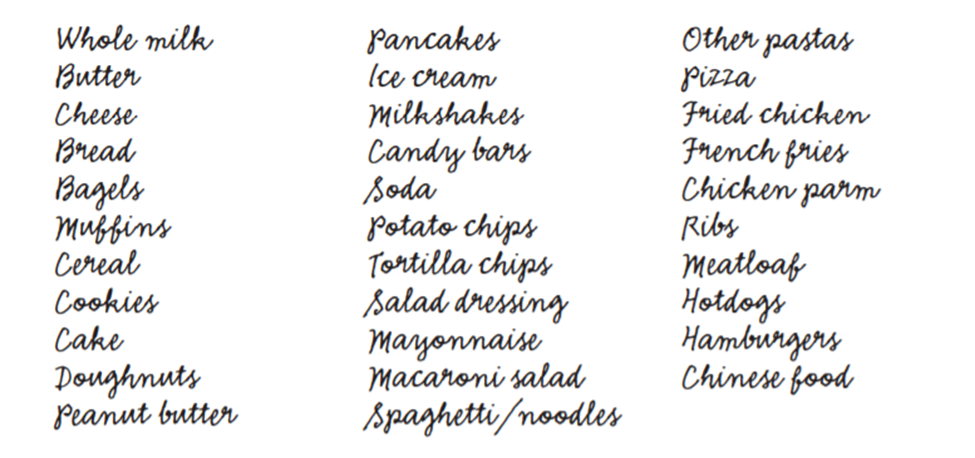 Whole milk
Butter
Cheese
Bread
Bagels
Muffins
Cereal
Cookies
Cake
Doughnuts
Peanut butter
Pancakes
Ice cream
Milkshakes
Candy bars
Soda
Potato chips
Tortilla chips
Salad dressing
Mayonnaise
Macaroni salad
Spaghetti/noodles
Other pastas
Pizza
Fried chicken
French fries
Chicken parm
Ribs
Meatloaf
Hotdogs
Hamburgers
Chinese food